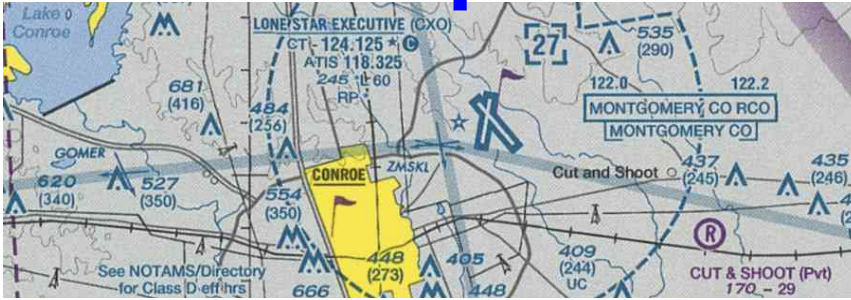 Lake
Conroe
LONE STAR EXECUTIVE (CXO)
CT - 124.125 * C
ATIS 118.325
245 L 60
RP
27
535
(290)
681
(416)
484
(256)
122.0 122.2
MONTGOMERY CO RCO
MONTGOMERY CO
GOMER
620
(340)
527
(350)
CONROE
ZMSKL
Cut and Shoot
437
(245)
435
(246)
554
(350)
448
(273)
405
409
(244)
UC
R
CUT & SHOOT (Pvt)
170 - 29
See NOTAMS/Directory
for Class D eff hrs
666
448